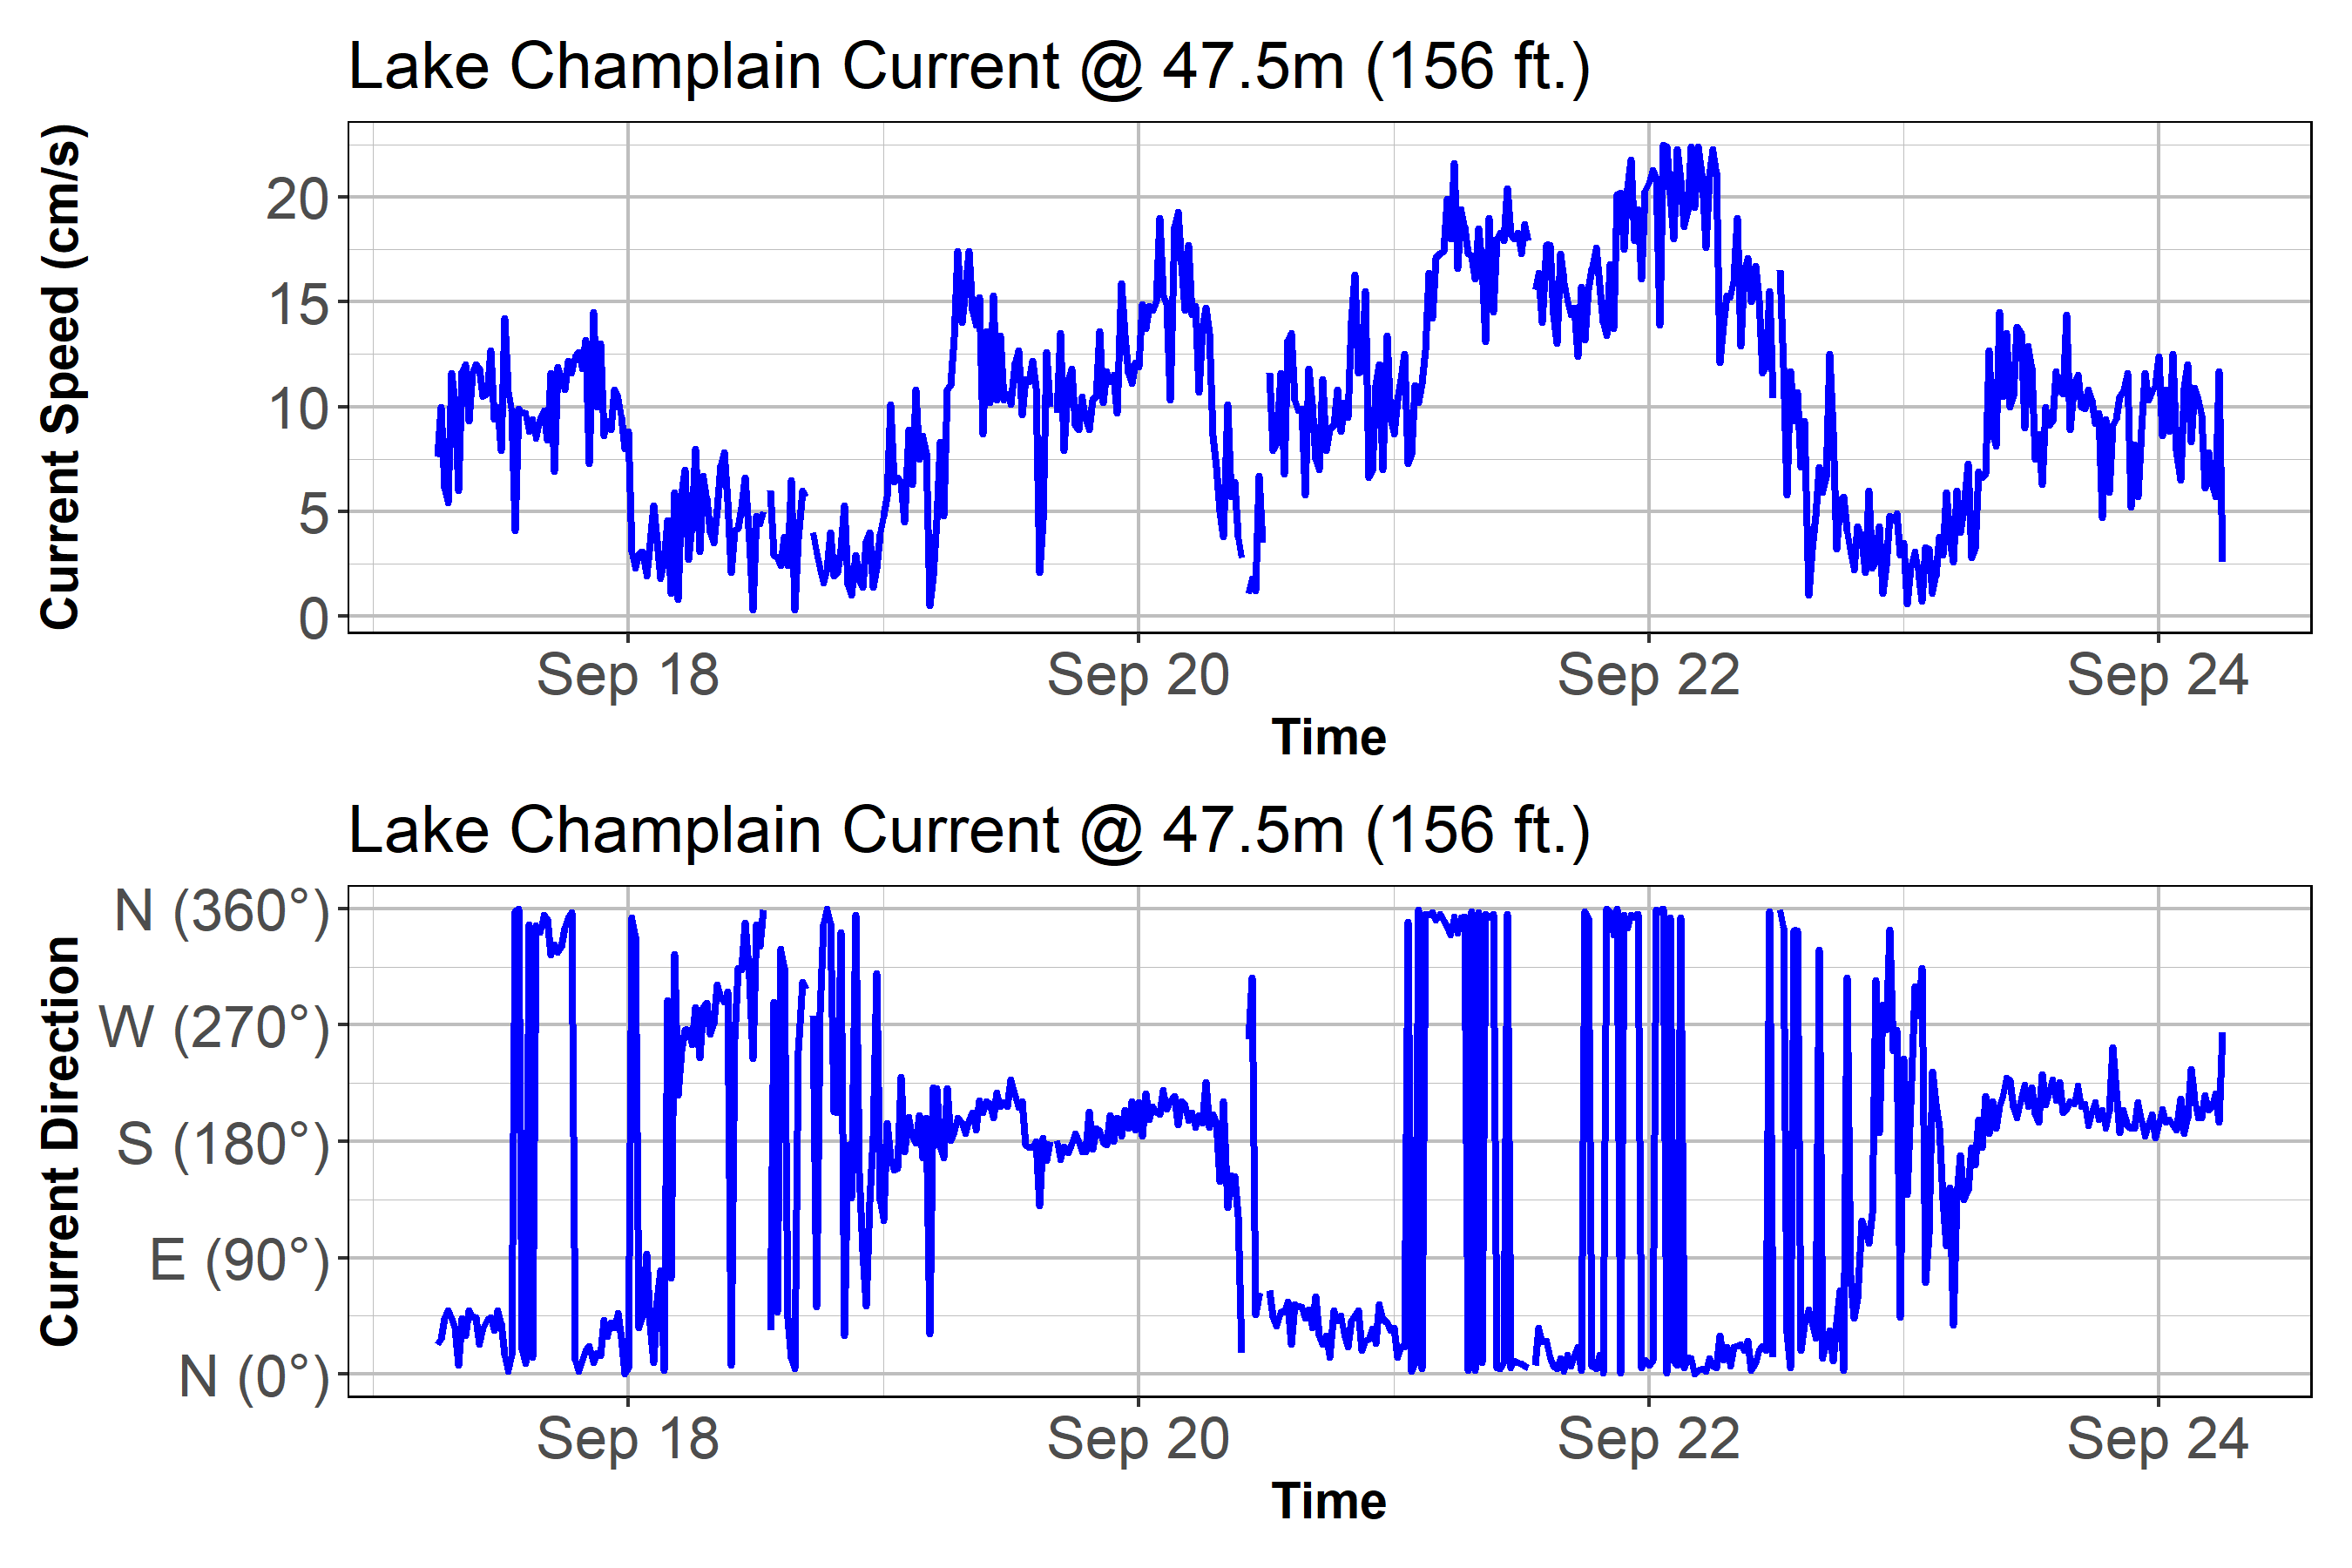 Lake Champlain Current @ 47.5m (156 ft.)
Current Speed (cm/s)
20
15
10
5
0
Sep 18 Sep 20 Sep 22 Sep 24
Time
Lake Champlain Current @ 47.5m (156 ft.)
Current Direction
N (360°)
W (270°)
S (180°)
E (90°)
N (0°)
Sep 18 Sep 20 Sep 22 Sep 24
Time